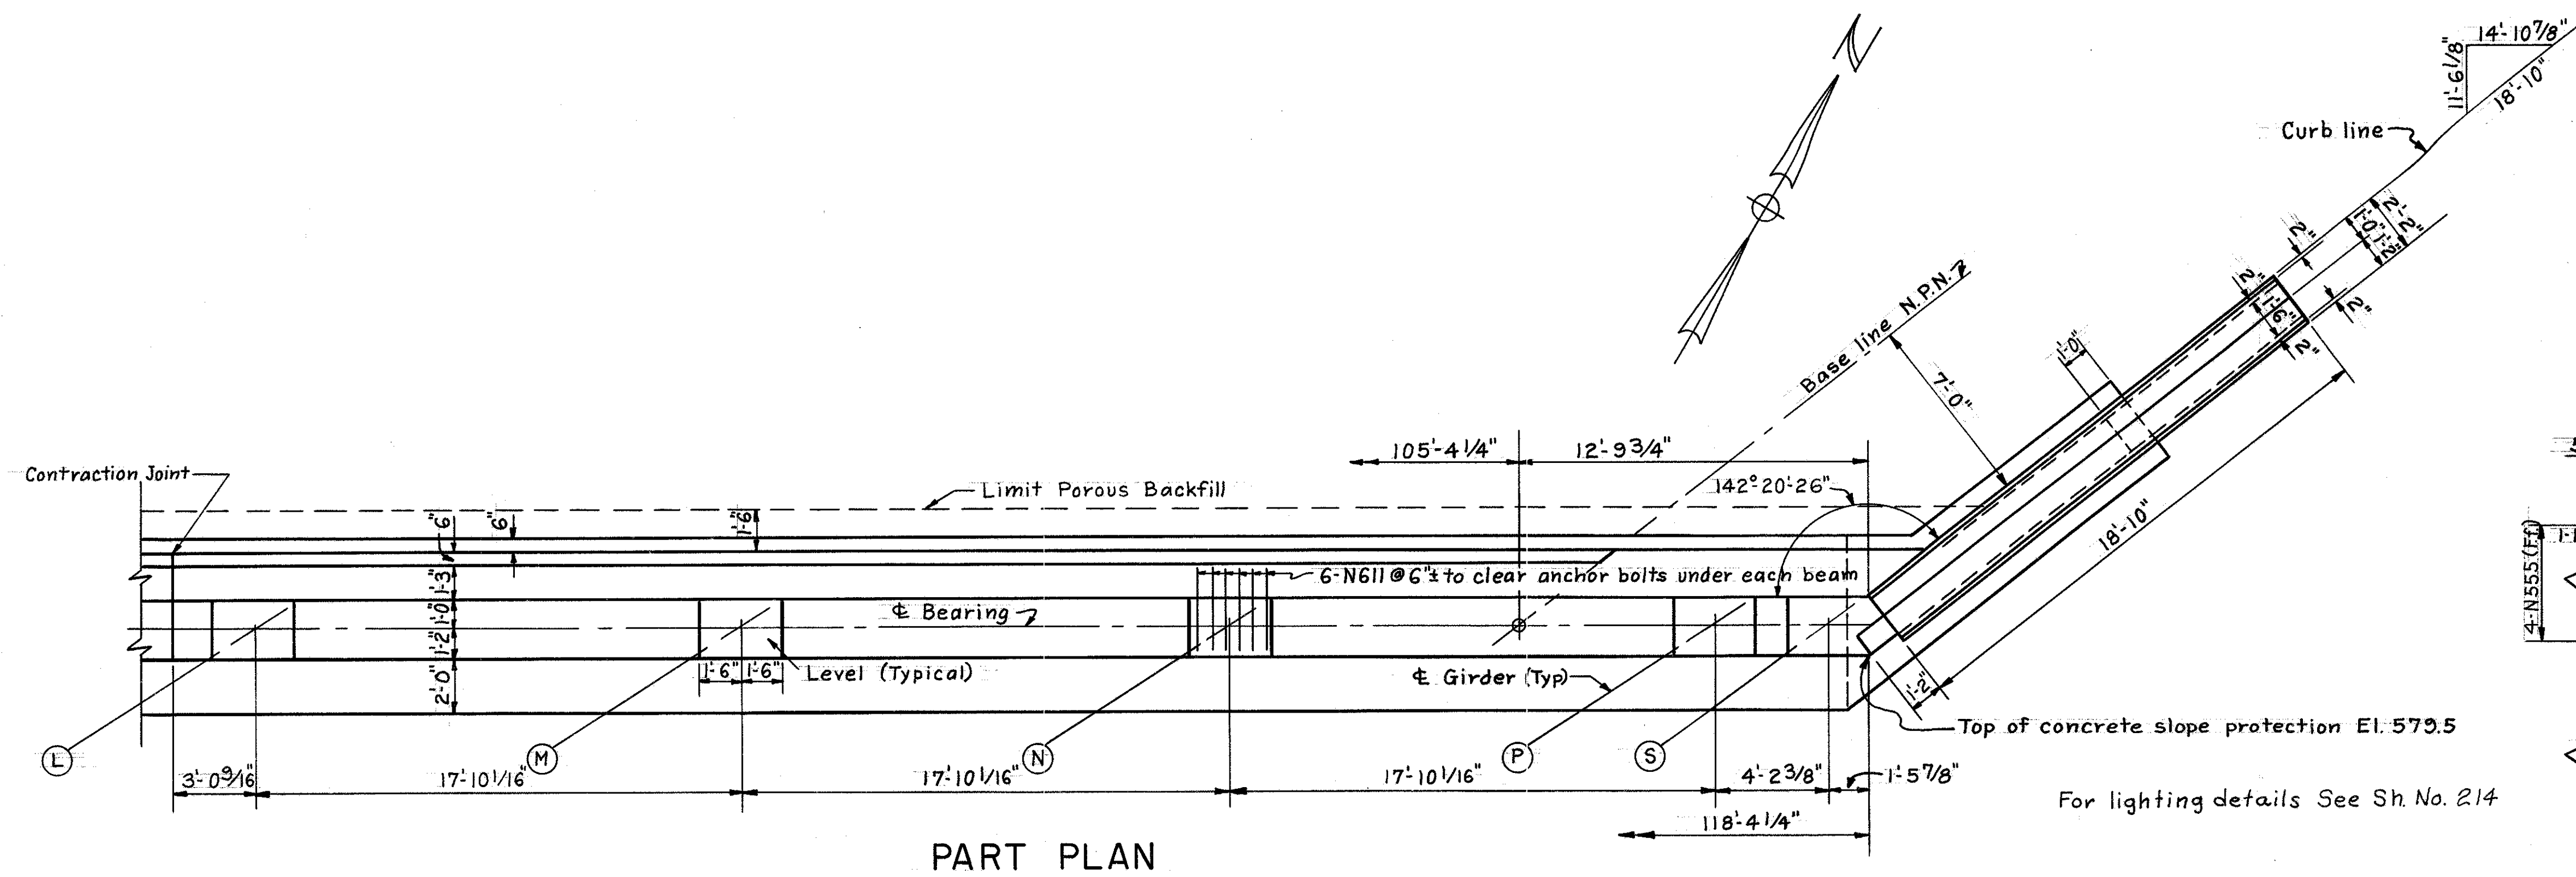 14'-10 7/8"
11'-6 1/8"
18'-10"
Curb line
2"
1'-0"
1'-2"
2'-2"
2"
1'-6"
2"
2"
Base line N.P.N.-2
1'-0"
7'-0"
105'-4 1/4"
12'-9 3/4"
Contraction Joint
Limit Porous Backfill
142°20'-26"
18'-10"
6"
6"
1'-6"
4-N555 (F.f.)
6-N611 @ 6"± to clear anchor bolts under each beam
1'-3"
1'-0"
1'-2"
2'-0"
℄ Bearing
1'-6"
1'-6"
Level (Typical)
℄ Girder (Typ)
1'-2"
Top of concrete slope protection El. 579.5
L
M
N
P
S
3'-0 9/16"
17'-10 1/16"
17'-10 1/16"
17'-10 1/16"
4'-2 3/8"
1'-5 7/8"
For lighting details See Sh. No. 214
118'-4 1/4"
PART PLAN